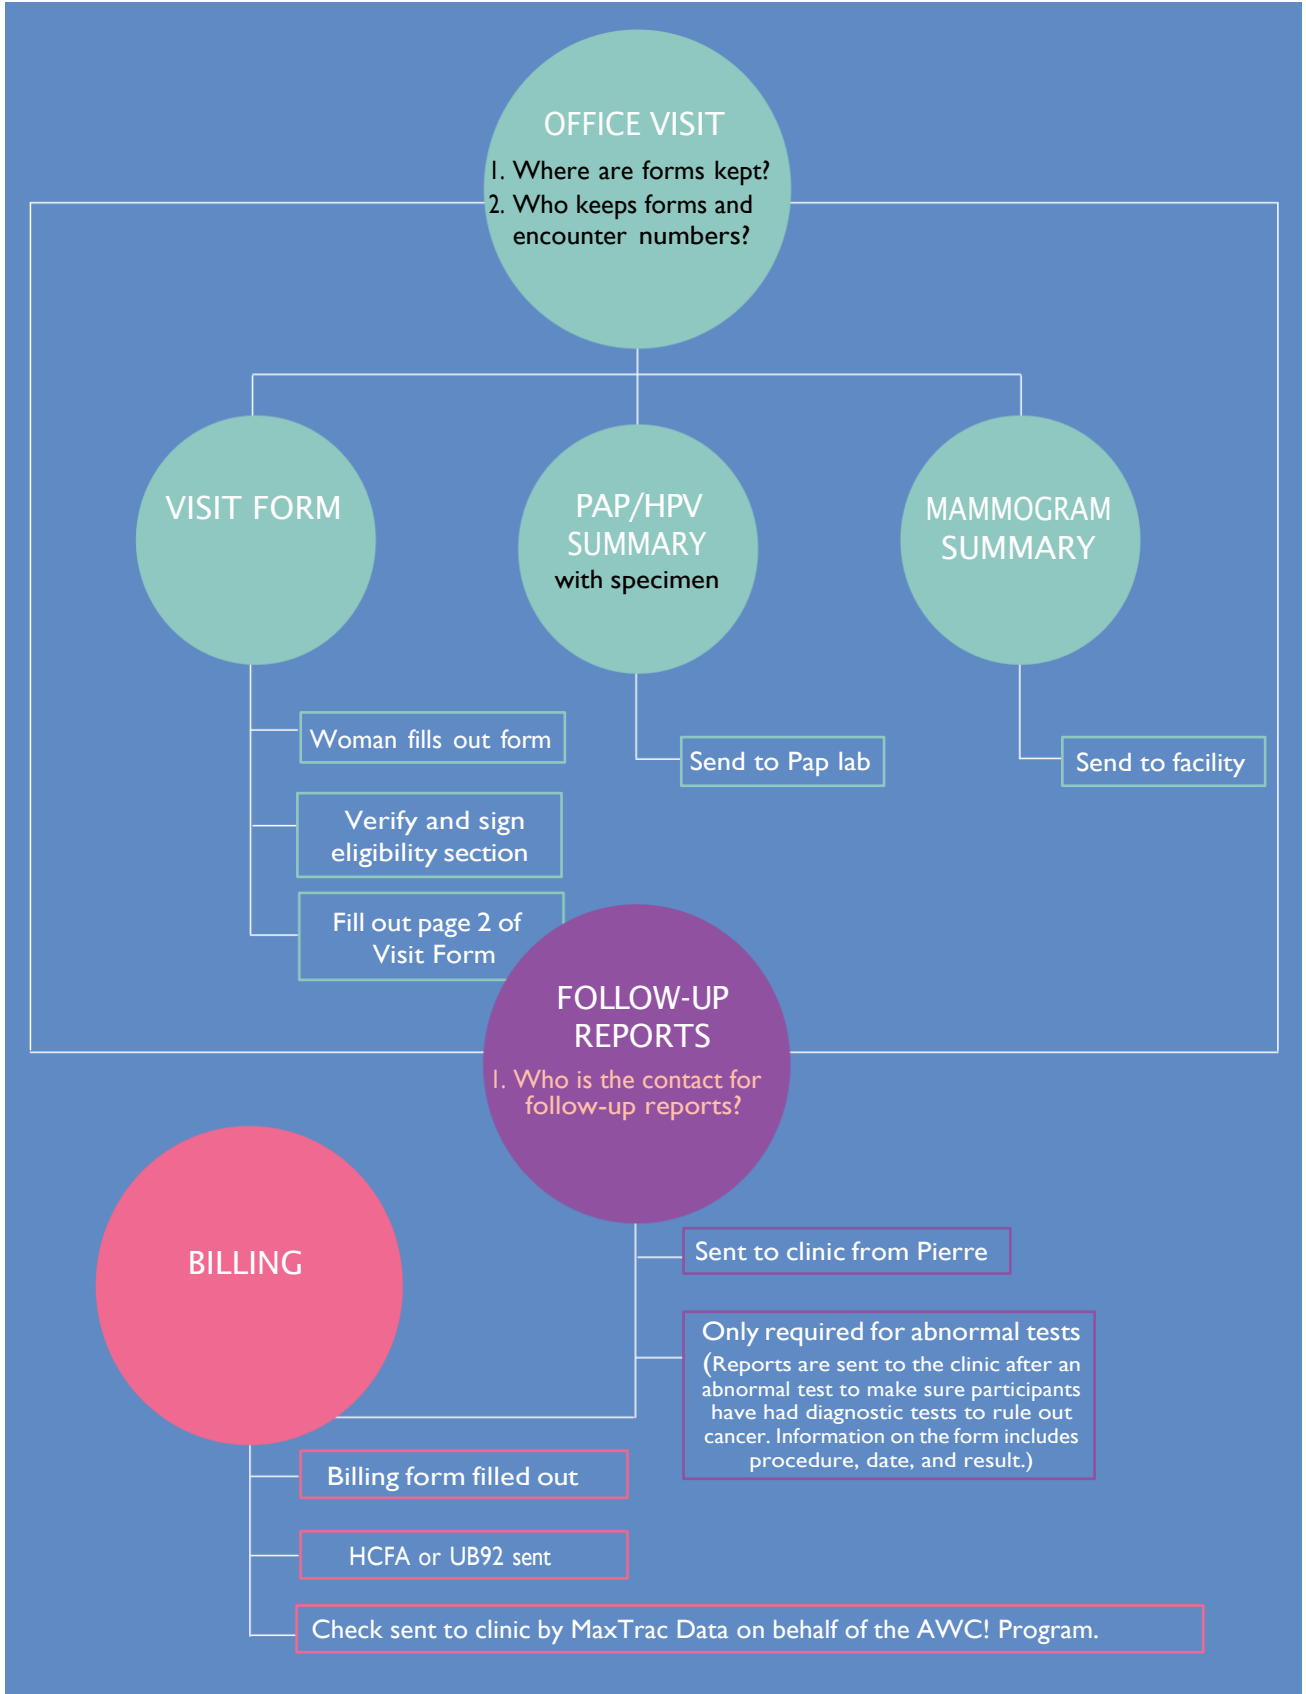 OFFICE VISIT
1. Where are forms kept?
2. Who keeps forms and
encounter numbers?
VISIT FORM
PAP/HPV
SUMMARY
with specimen
MAMMOGRAM
SUMMARY
Woman fills out form
Verify and sign
eligibility section
Fill out page 2 of
Visit Form
Send to Pap lab
Send to facility
FOLLOW-UP
REPORTS
1. Who is the contact for
follow-up reports?
Sent to clinic from Pierre
Only required for abnormal tests
(Reports are sent to the clinic after an
abnormal test to make sure participants
have had diagnostic tests to rule out
cancer. Information on the form includes
procedure, date, and result.)
BILLING
Billing form filled out
HCFA or UB92 sent
Check sent to clinic by MaxTrac Data on behalf of the AWC! Program.